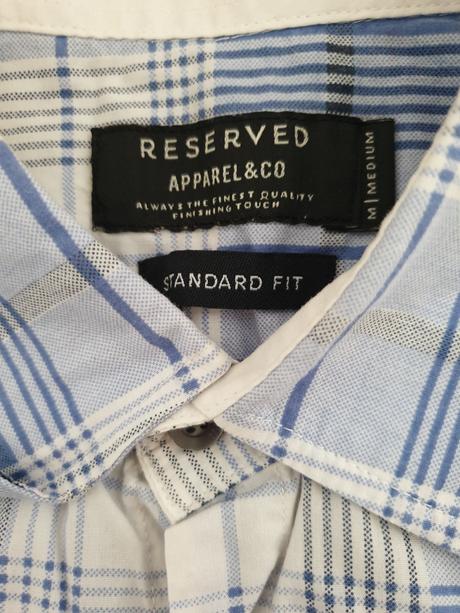 RESERVED
APPAREL&CO
ALWAYS THE FINEST QUALITY
FINISHING TOUCH
M | MEDIUM
STANDARD FIT